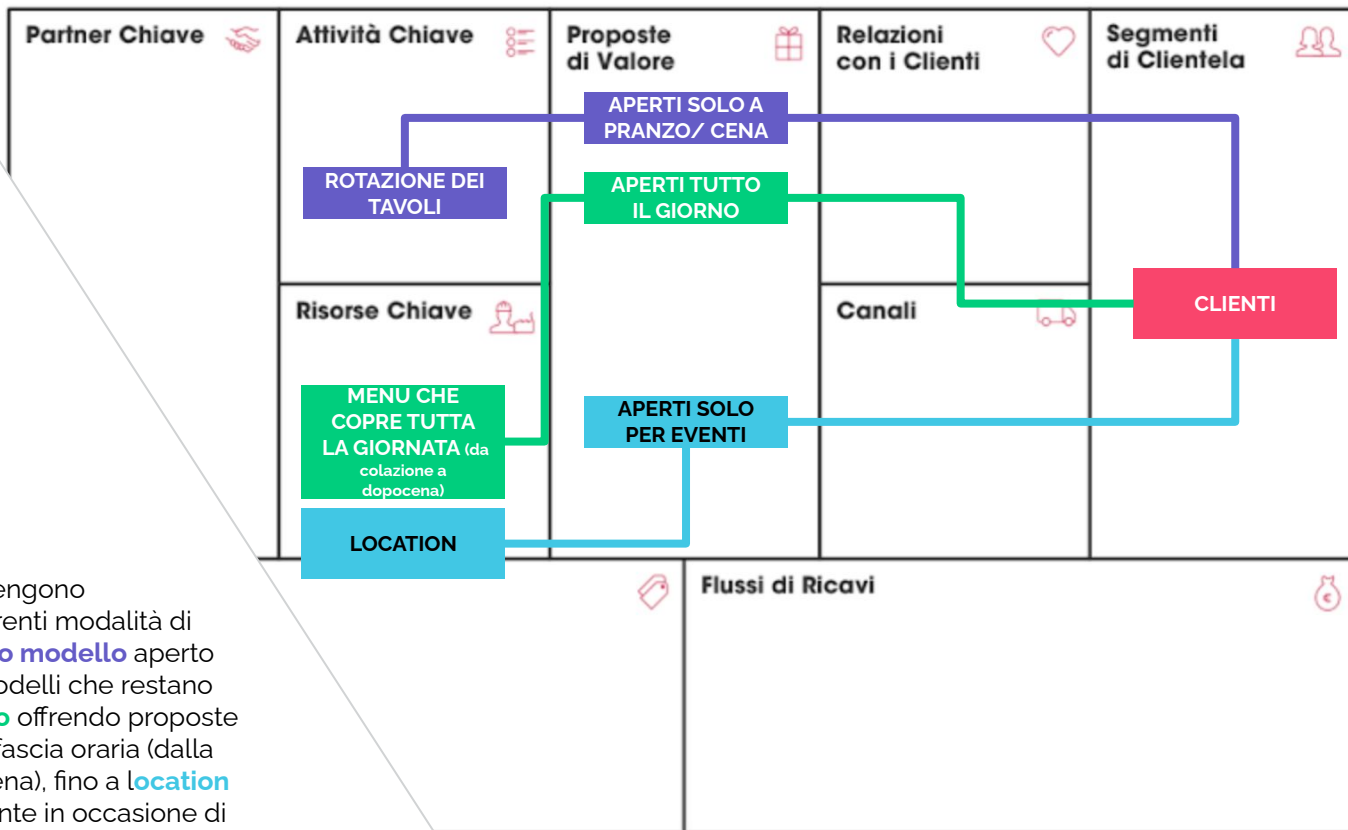 Partner Chiave
Attività Chiave
Proposte
di Valore
Relazioni
con i Clienti
Segmenti
di Clientela
APERTI SOLO A
PRANZO/ CENA
ROTAZIONE DEI
TAVOLI
APERTI TUTTO
IL GIORNO
Risorse Chiave
Canali
CLIENTI
MENU CHE
COPRE TUTTA
LA GIORNATA (da
colazione a
dopocena)
APERTI SOLO
PER EVENTI
LOCATION
Flussi di Ricavi
€
engono
renti modalità di
o modello aperto
odelli che restano
o offrendo proposte
fascia oraria (dalla
ena), fino a location
nte in occasione di